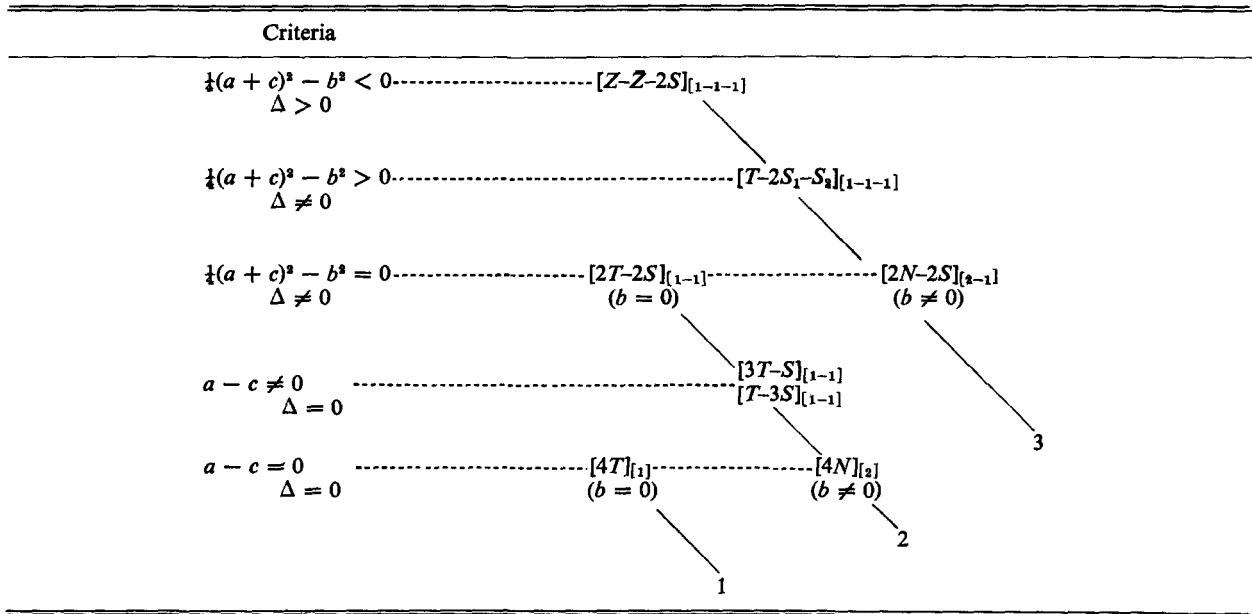 Criteria
¼(a + c)² − b² < 0 [Z–Z̄–2S][1–1–1]
Δ > 0
¼(a + c)² − b² > 0 [T–2S₁–S₂][1–1–1]
Δ ≠ 0
¼(a + c)² − b² = 0 [2T–2S][1–1] [2N–2S][2–1]
Δ ≠ 0 (b = 0) (b ≠ 0)
[3T–S][1–1]
a − c ≠ 0 [T–3S][1–1]
Δ = 0
3
a − c = 0 [4T][1] [4N][2]
Δ = 0 (b = 0) (b ≠ 0)
2
1